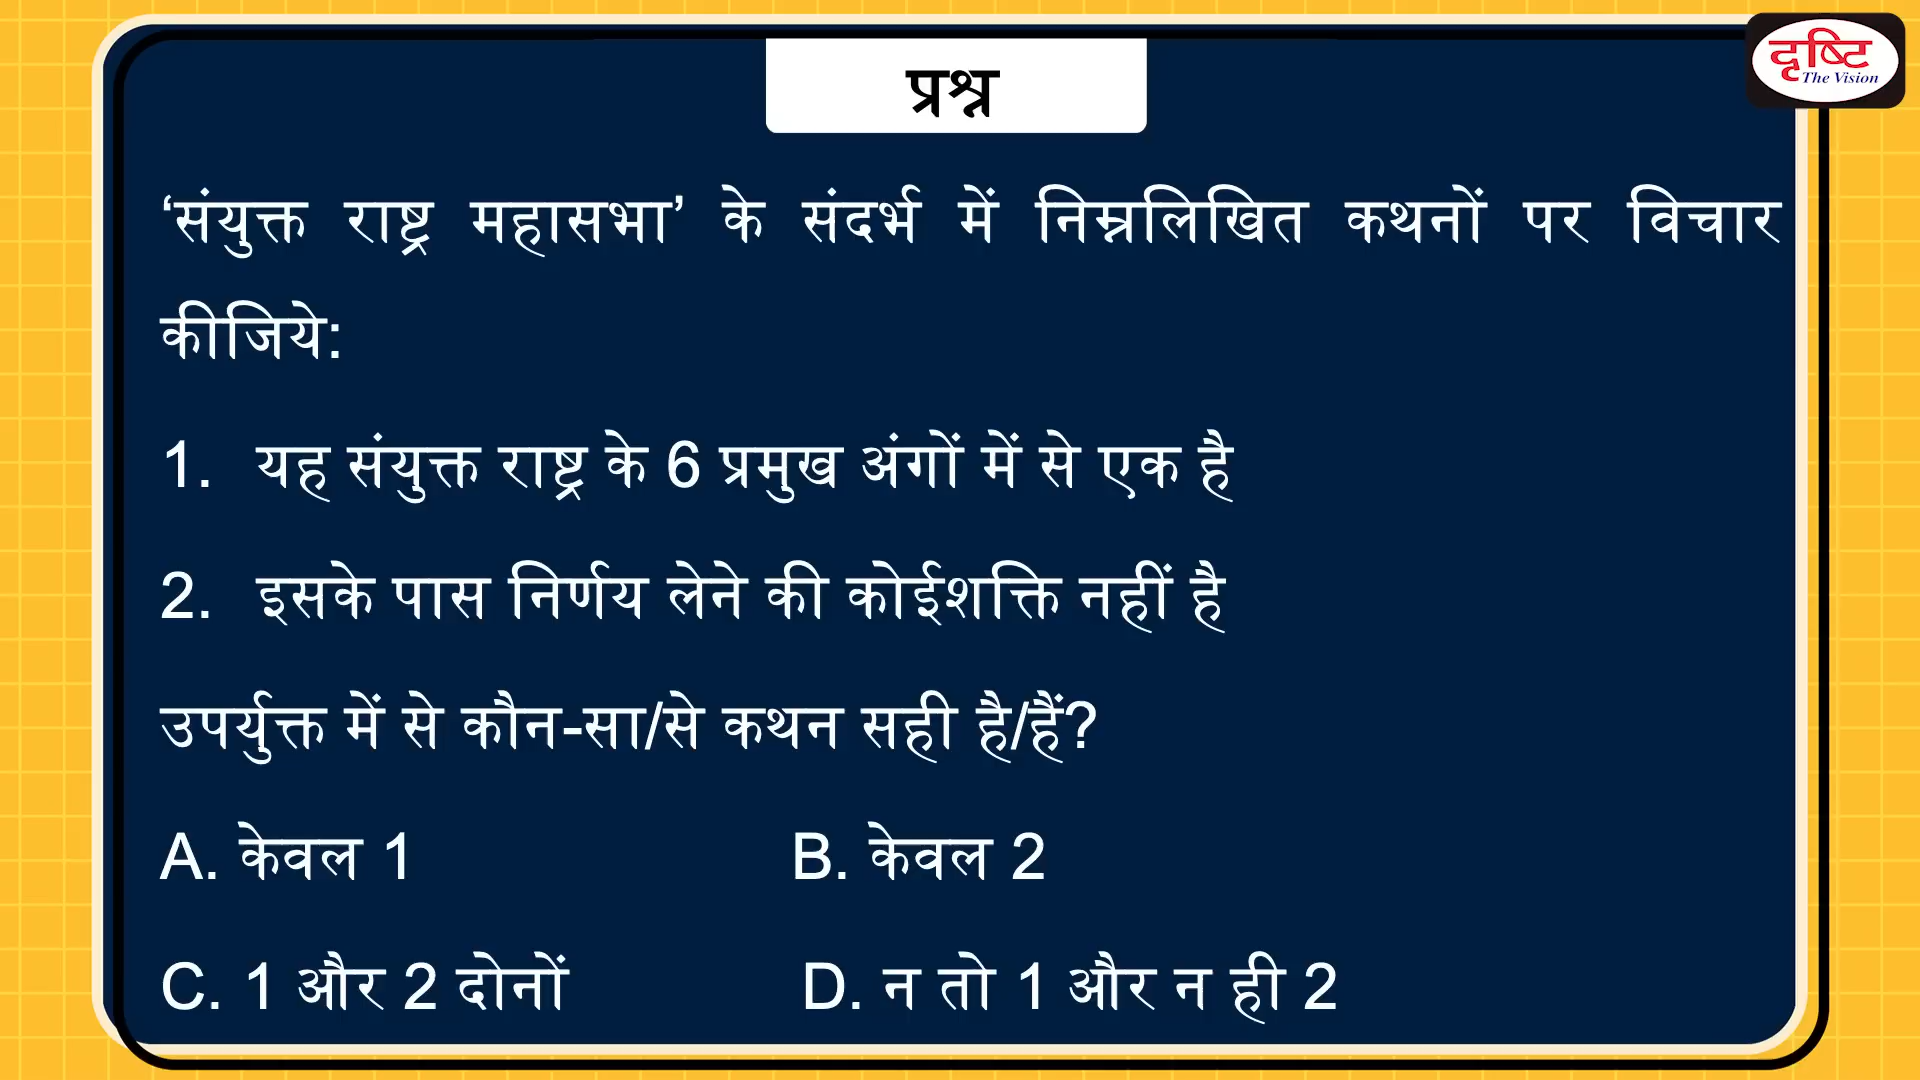 प्रश्न
दृष्टि
The Vision
‘संयुक्त राष्ट्र महासभा’ के संदर्भ में निम्नलिखित कथनों पर विचार
कीजिये:
1. यह संयुक्त राष्ट्र के 6 प्रमुख अंगों में से एक है
2. इसके पास निर्णय लेने की कोईशक्ति नहीं है
उपर्युक्त में से कौन-सा/से कथन सही है/हैं?
A. केवल 1 B. केवल 2
C. 1 और 2 दोनों D. न तो 1 और न ही 2